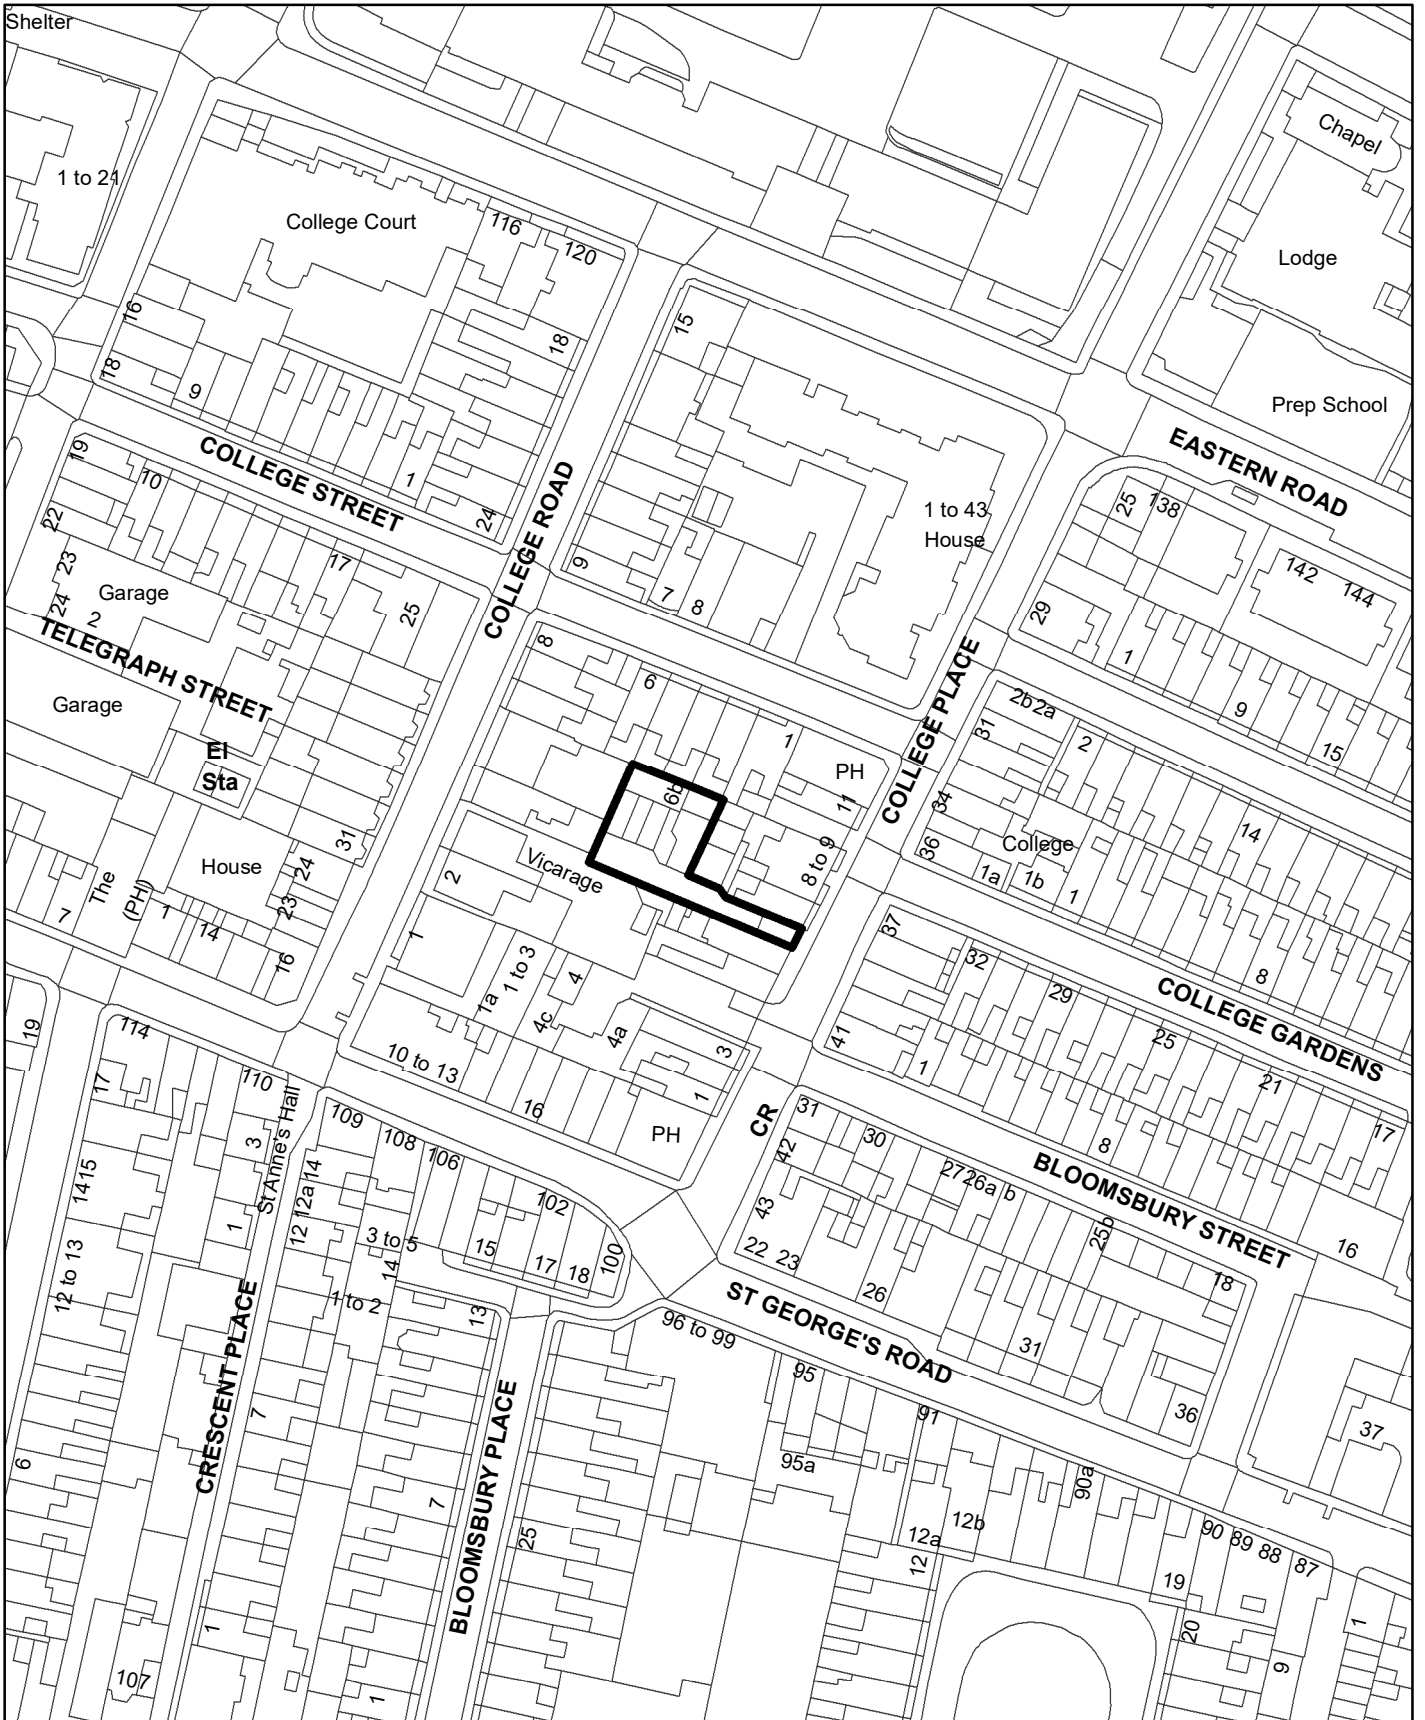 Shelter
Chapel
1 to 21
College Court
116
120
Lodge
16
15
18
18
9
Prep School
EASTERN ROAD
COLLEGE STREET
1
19
10
COLLEGE ROAD
24
1 to 43
House
25
138
22
17
23
9
142
144
Garage
24
2
25
7
8
29
TELEGRAPH STREET
8
COLLEGE PLACE
1
6
2b
2a
Garage
31
9
El
Sta
1
PH
2
15
6b
11
34
31
14
College
36
House
24
Vicarage
8 to 9
1a
1b
1
The
(PH)
2
7
1
14
23
37
16
1
1 to 3
4
32
8
COLLEGE GARDENS
1a
4c
29
19
114
4a
41
25
10 to 13
3
1
21
17
110
16
1
109
CR
31
17
St Anne's Hall
3
108
PH
30
8
BLOOMSBURY STREET
106
42
15
14
14
12a
27
26a
b
102
43
1
12
3 to 5
15
25b
16
12 to 13
14
17
18
100
22
23
18
26
CRESCENT PLACE
1 to 2
13
96 to 99
ST GEORGE'S ROAD
31
95
91
36
37
7
BLOOMSBURY PLACE
6
95a
90a
7
25
12a
12b
90
89
88
87
12
19
1
1
20
9
107
1